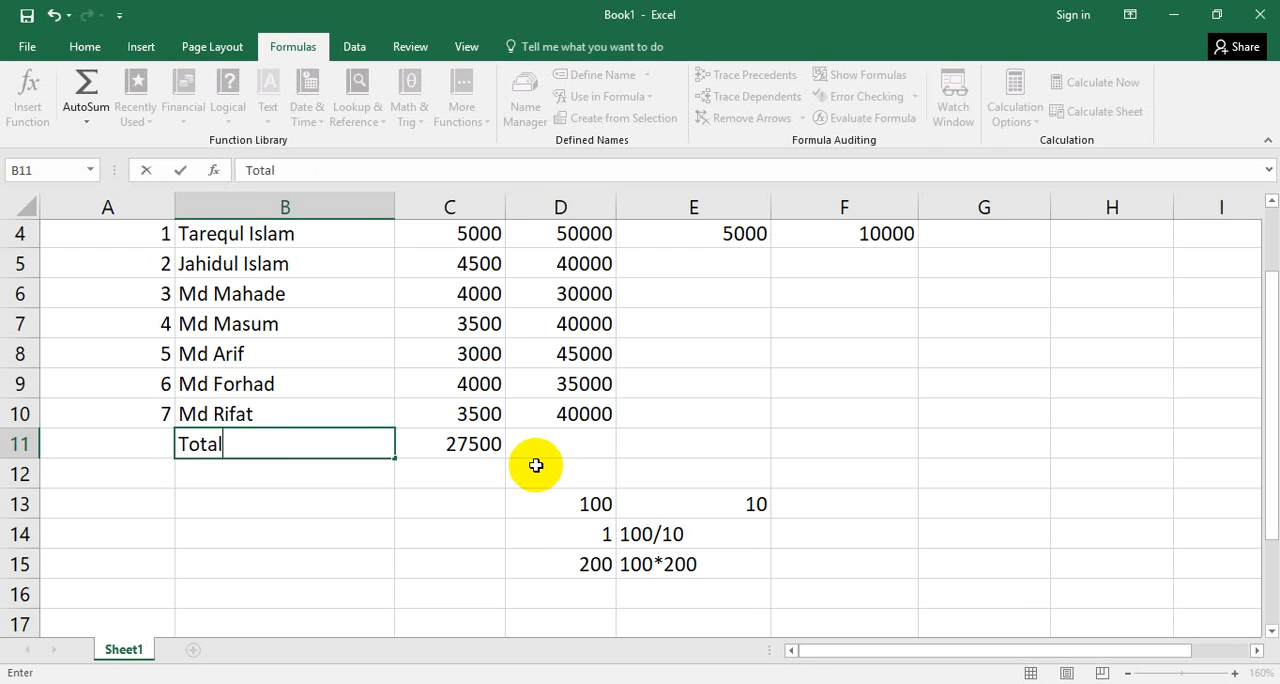 Book1 - Excel
Sign in
File Home Insert Page Layout Formulas Data Review View Tell me what you want to do Share
fx Insert Function
Σ AutoSum
Recently Used
Financial
Logical
A Text
Date & Time
Lookup & Reference
θ Math & Trig
More Functions
Function Library
Name Manager
Define Name
Use in Formula
Create from Selection
Defined Names
Trace Precedents
Trace Dependents
Remove Arrows
Show Formulas
Error Checking
Evaluate Formula
Formula Auditing
Watch Window
Calculation Options
Calculate Now
Calculate Sheet
Calculation
B11 fx Total
A B C D E F G H I
4 1 Tarequl Islam 5000 50000 5000 10000
5 2 Jahidul Islam 4500 40000
6 3 Md Mahade 4000 30000
7 4 Md Masum 3500 40000
8 5 Md Arif 3000 45000
9 6 Md Forhad 4000 35000
10 7 Md Rifat 3500 40000
11 Total 27500
12
13 100 10
14 1 100/10
15 200 100*200
16
17
Sheet1
Enter
160%